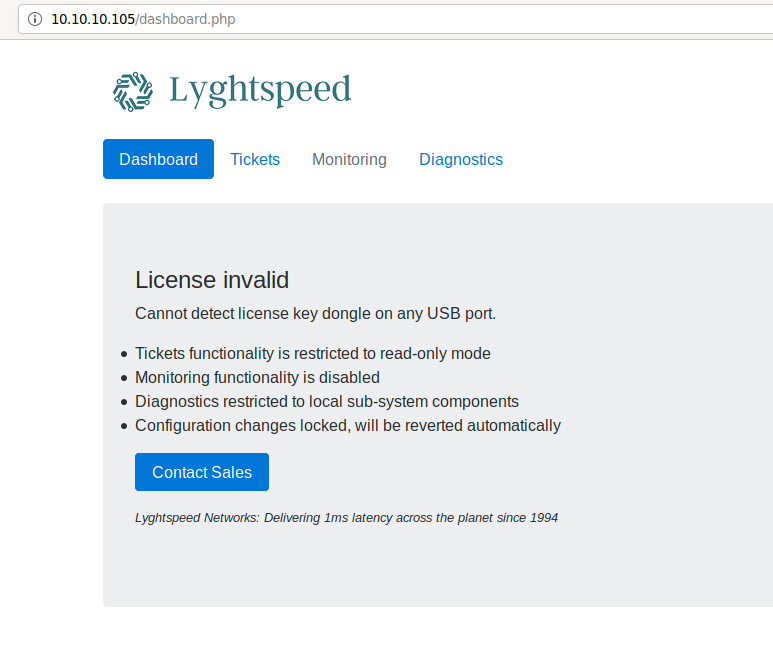 10.10.10.105/dashboard.php
Lyghtspeed
Dashboard Tickets Monitoring Diagnostics
License invalid
Cannot detect license key dongle on any USB port.
• Tickets functionality is restricted to read-only mode
• Monitoring functionality is disabled
• Diagnostics restricted to local sub-system components
• Configuration changes locked, will be reverted automatically
Contact Sales
Lyghtspeed Networks: Delivering 1ms latency across the planet since 1994